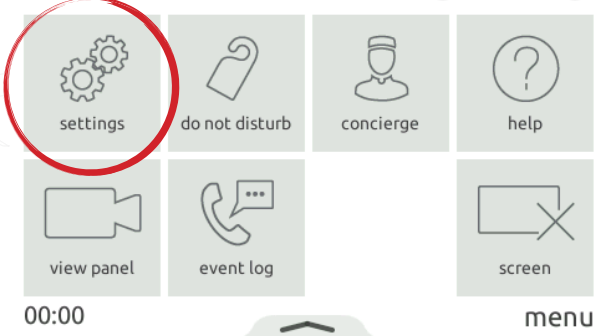 settings
do not disturb
concierge
help
view panel
event log
screen
00:00
menu